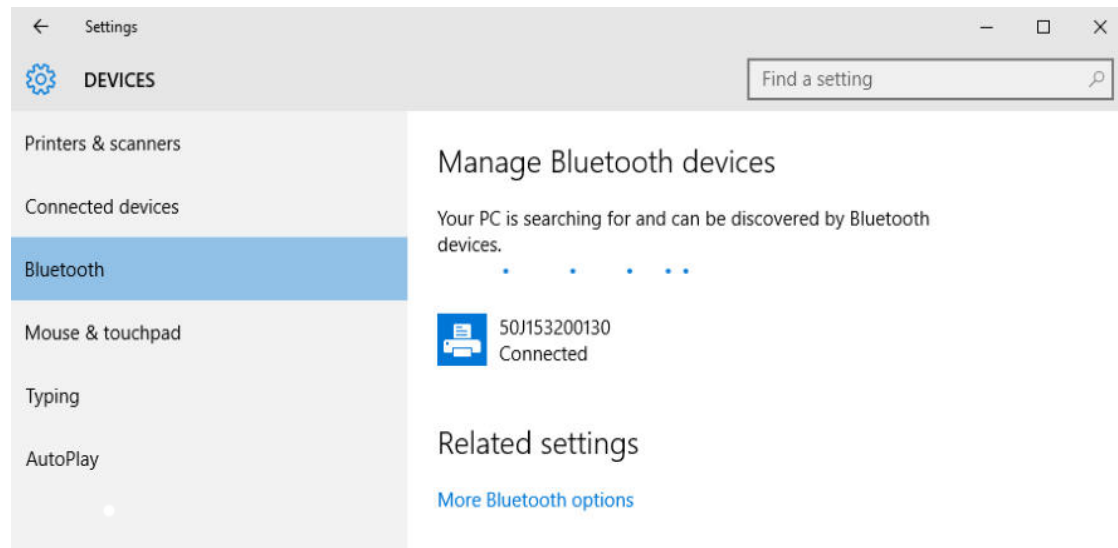 Settings
DEVICES
Find a setting
Printers & scanners
Connected devices
Bluetooth
Mouse & touchpad
Typing
AutoPlay
Manage Bluetooth devices
Your PC is searching for and can be discovered by Bluetooth
devices.
50J153200130
Connected
Related settings
More Bluetooth options